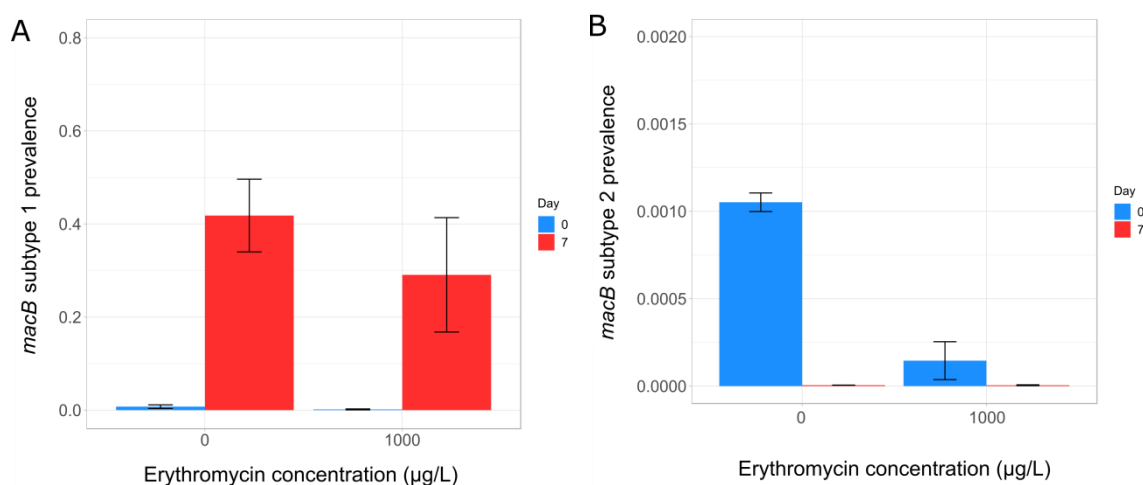 A
0.8
0.6
0.4
0.2
0.0
macB subtype 1 prevalence
0
1000
Erythromycin concentration (µg/L)
Day
0
7
B
0.0020
0.0015
0.0010
0.0005
0.0000
macB subtype 2 prevalence
0
1000
Erythromycin concentration (µg/L)
Day
0
7